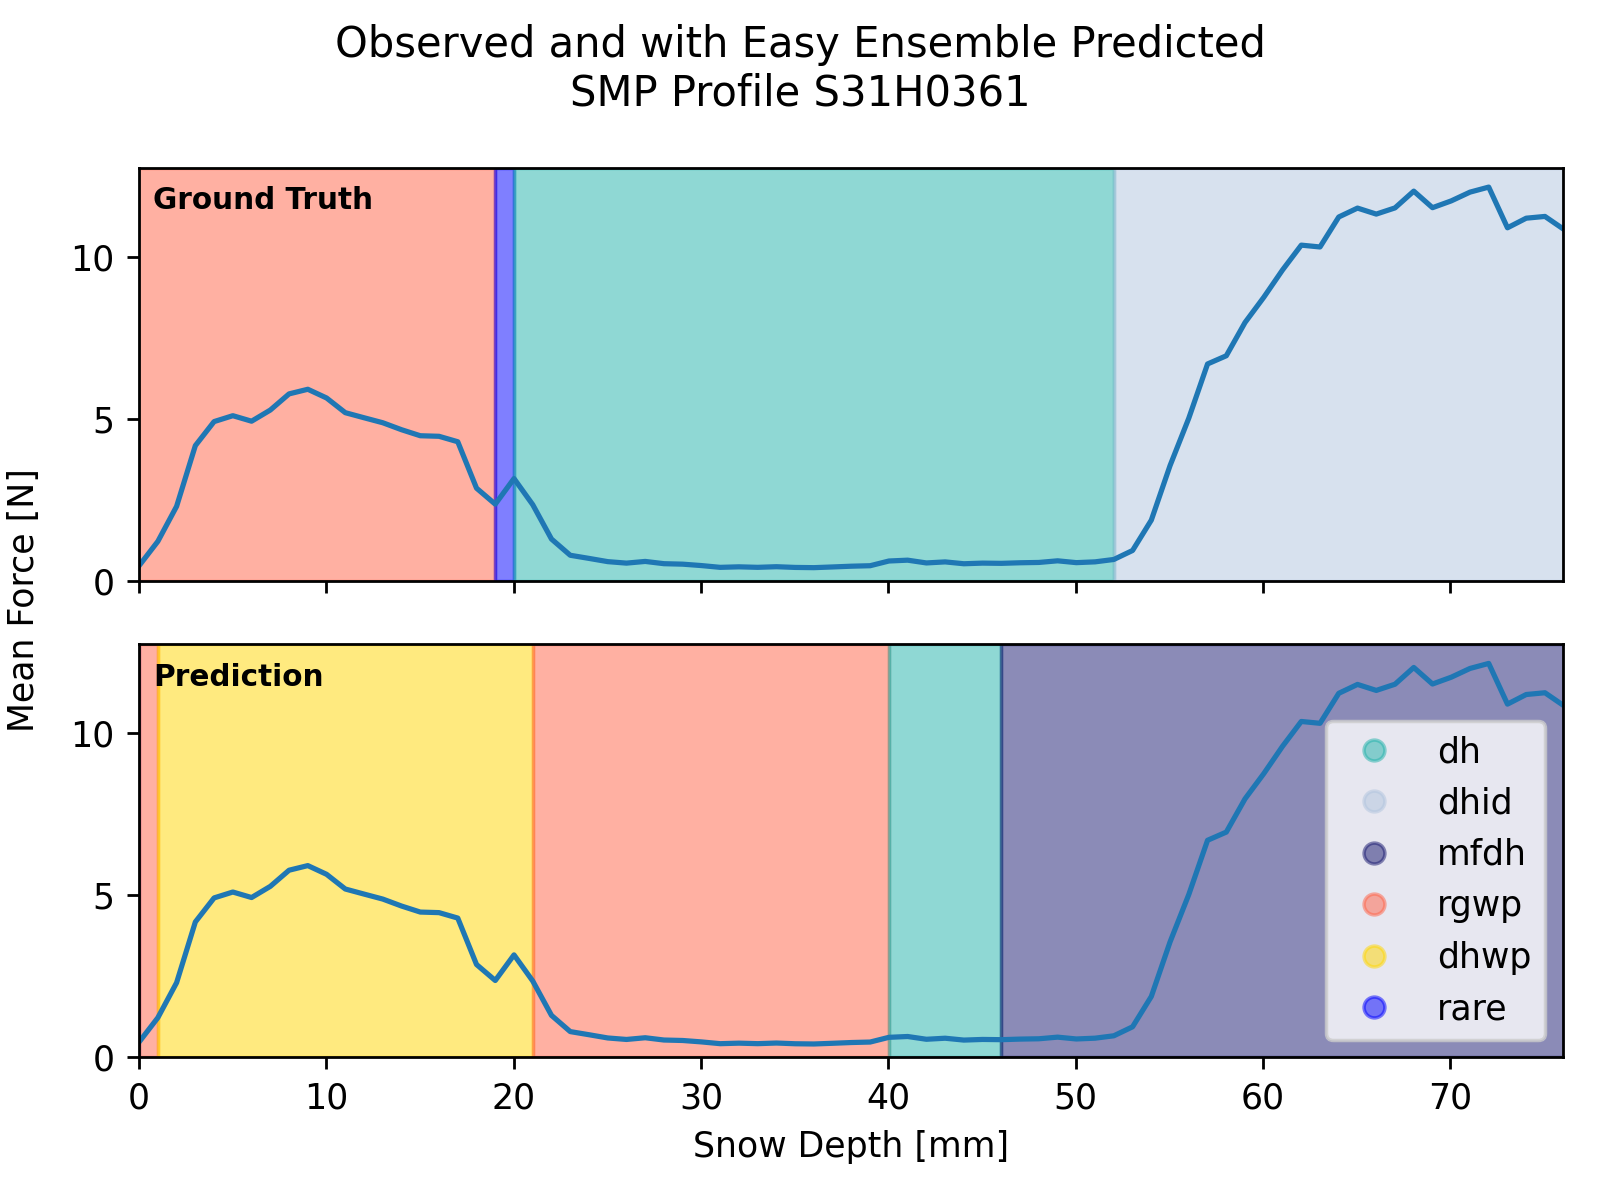 Observed and with Easy Ensemble Predicted
SMP Profile S31H0361
Ground Truth
10
5
0
Mean Force [N]
Prediction
10
5
0
dh
dhid
mfdh
rgwp
dhwp
rare
0 10 20 30 40 50 60 70
Snow Depth [mm]